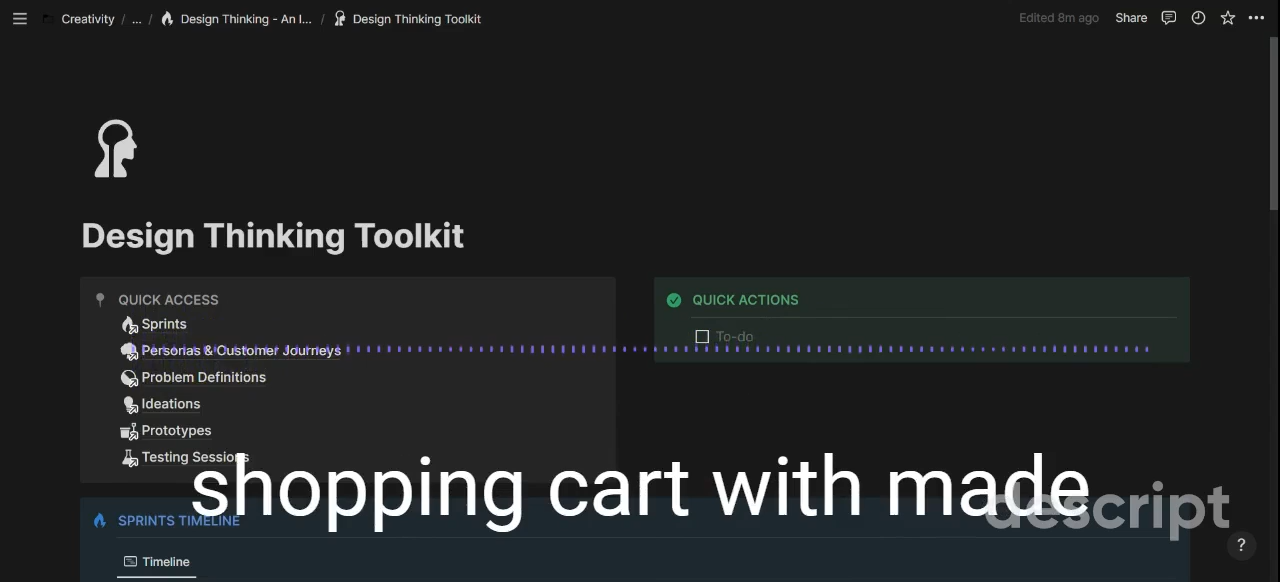 Creativity / ... / Design Thinking - An I... / Design Thinking Toolkit
Edited 8m ago Share
Design Thinking Toolkit
QUICK ACCESS
Sprints
Personas & Customer Journeys
Problem Definitions
Ideations
Prototypes
Testing Sessions
QUICK ACTIONS
To-do
shopping cart with made
descript
SPRINTS TIMELINE
Timeline
?